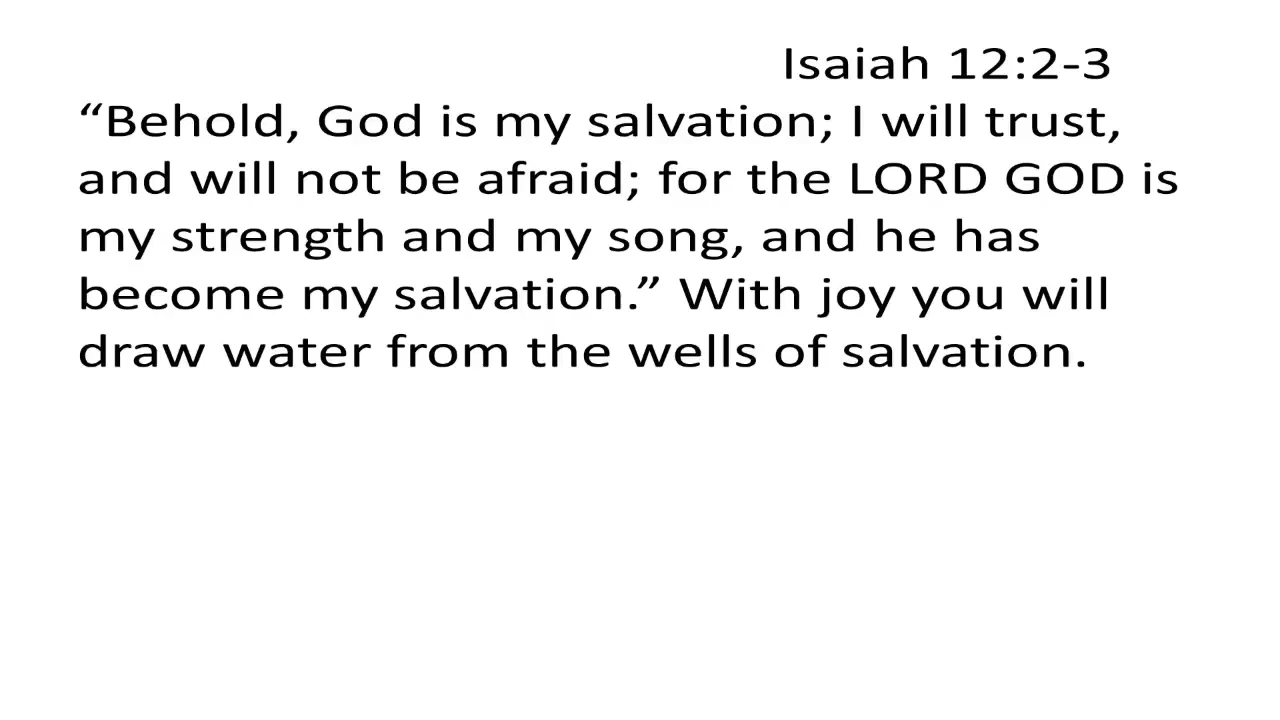 Isaiah 12:2-3
“Behold, God is my salvation; I will trust,
and will not be afraid; for the LORD GOD is
my strength and my song, and he has
become my salvation.” With joy you will
draw water from the wells of salvation.